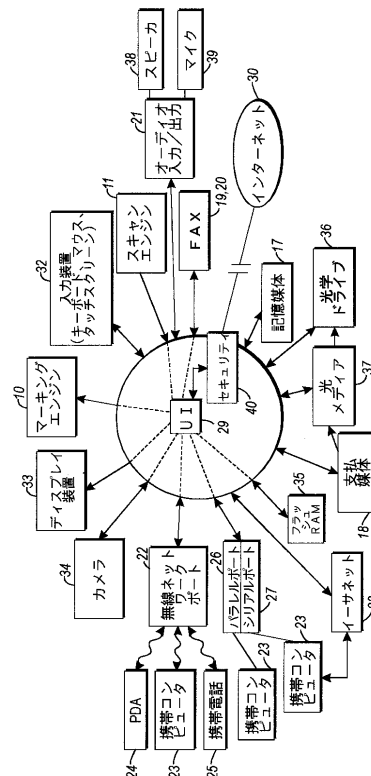 38
スピーカ
マイク
39
21
オーディオ
入力/出力
30
インターネット
11
スキャン
エンジン
FAX
19,20
32
入力装置
(キーボード、マウス、
タッチスクリーン)
17
記憶媒体
36
光学
ドライブ
10
マーキング
エンジン
UI
29
セキュリティ
40
光
メディア
37
33
ディスプレイ装置
支払
媒体
18
34
カメラ
35
フラッ
シュ
RAM
22
無線ネット
ワーク
ポート
26
パラレルポート
シリアルポート
27
イーサネット
24
PDA
23
携帯コン
ピュータ
25
携帯電話
23
携帯コン
ピュータ
23
携帯コン
ピュータ